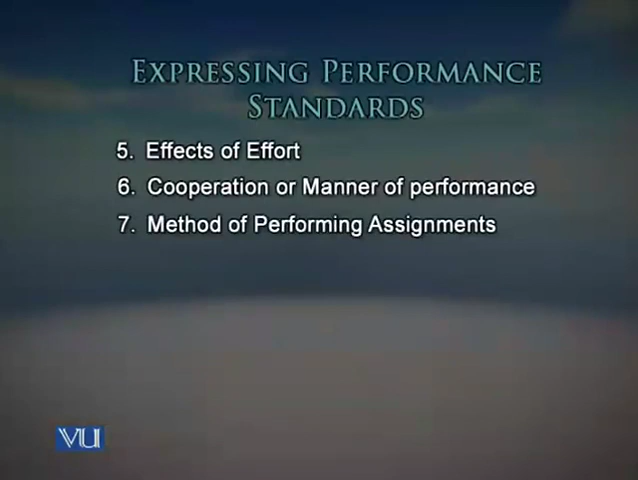 EXPRESSING PERFORMANCE
STANDARDS
5. Effects of Effort
6. Cooperation or Manner of performance
7. Method of Performing Assignments
VU